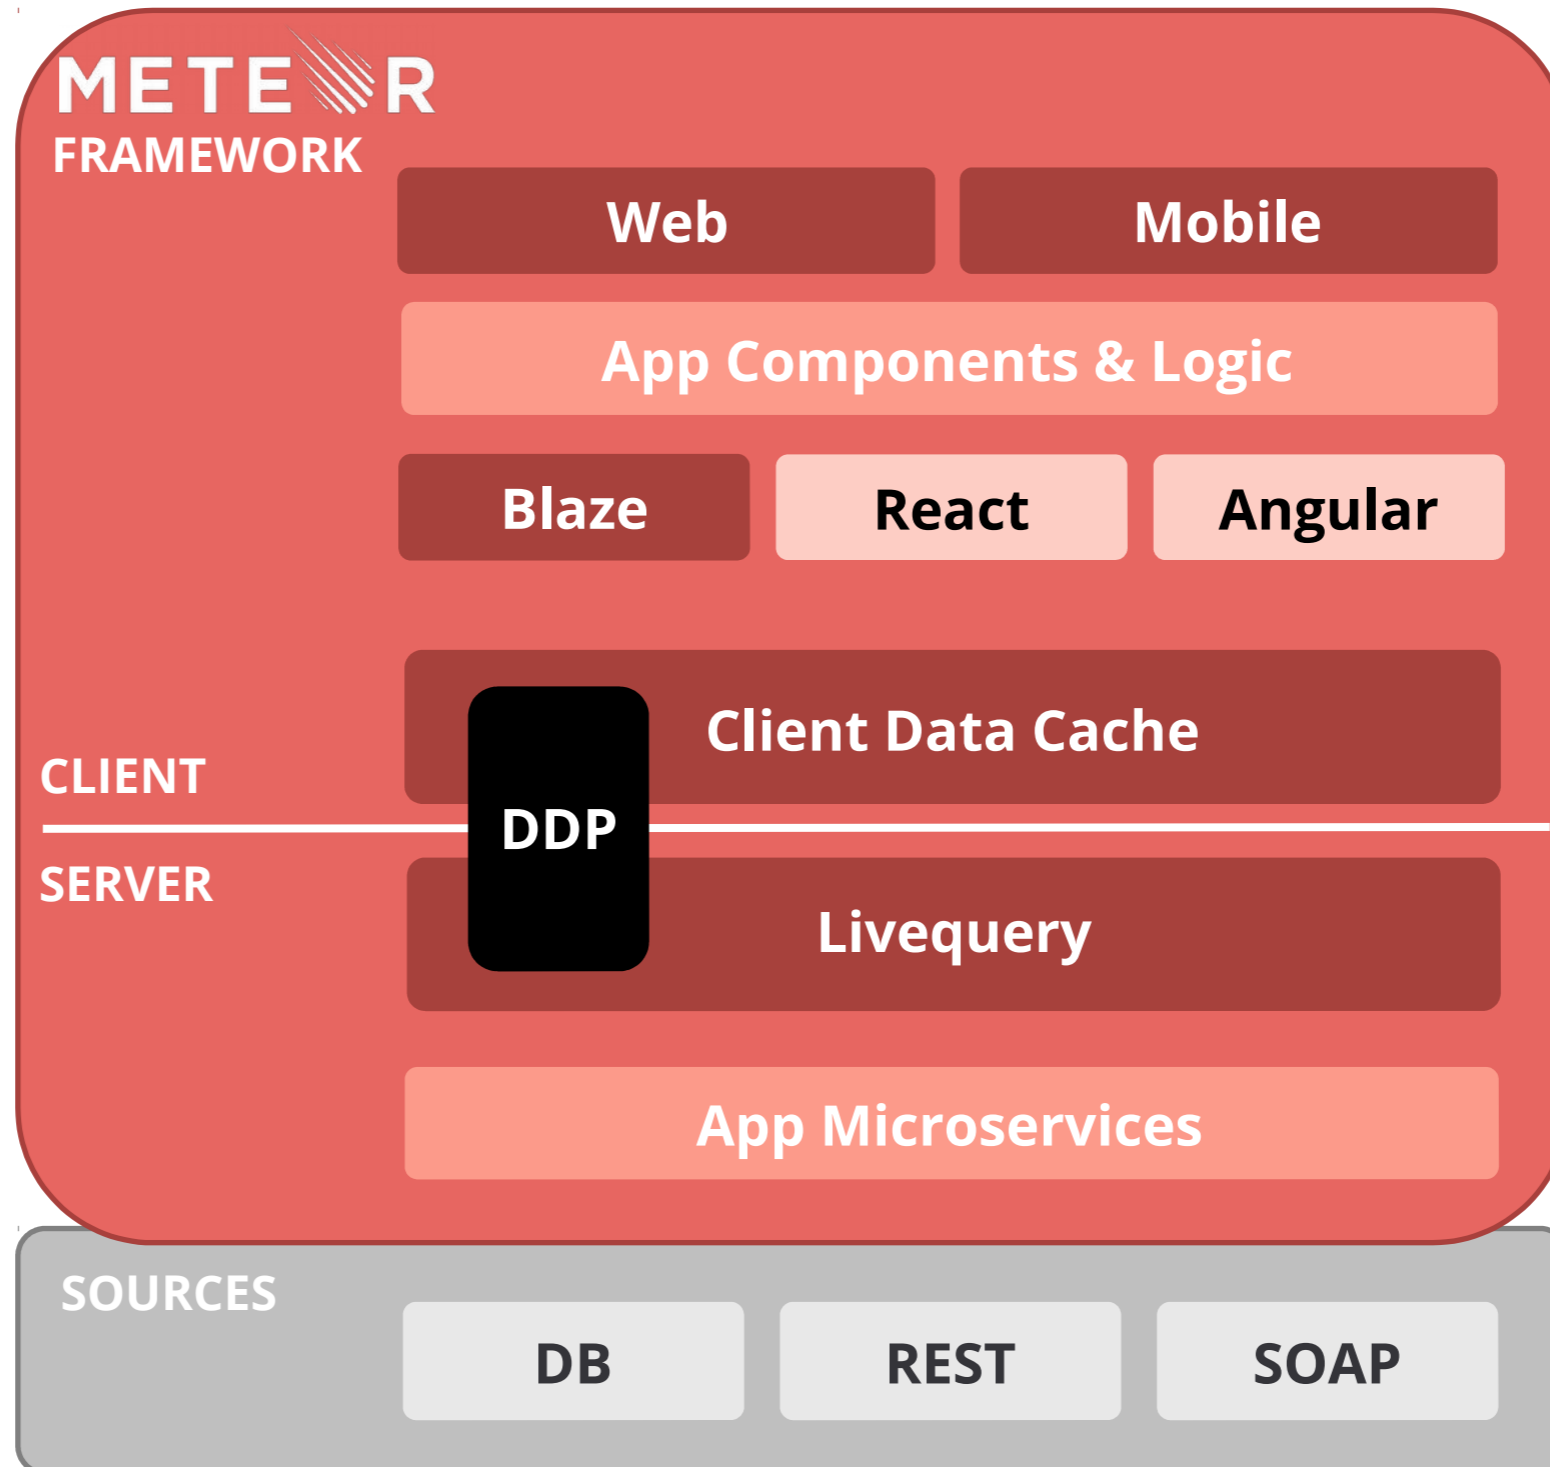 METEOR
FRAMEWORK
Web
Mobile
App Components & Logic
Blaze
React
Angular
Client Data Cache
CLIENT
DDP
SERVER
Livequery
App Microservices
SOURCES
DB
REST
SOAP